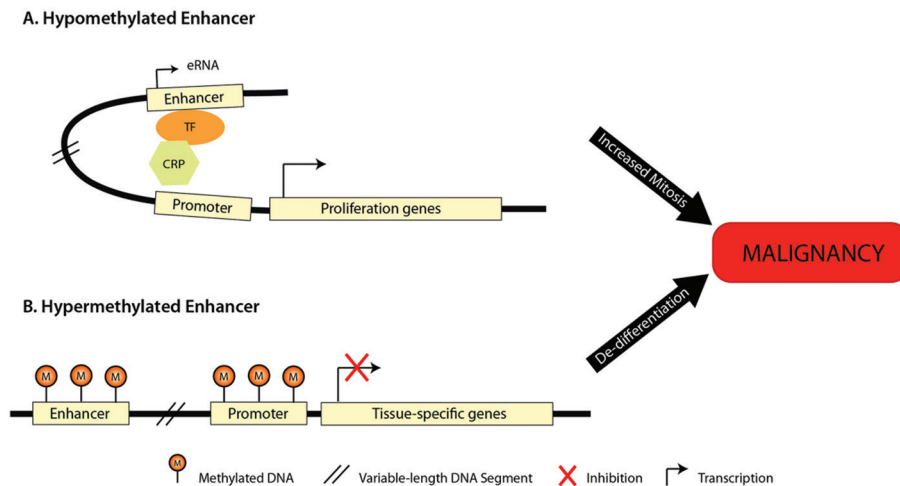 A. Hypomethylated Enhancer
eRNA
Enhancer
TF
CRP
Promoter
Proliferation genes
Increased Mitosis
MALIGNANCY
De-differentiation
B. Hypermethylated Enhancer
M M M M M M
Enhancer Promoter Tissue-specific genes
M Methylated DNA Variable-length DNA Segment Inhibition Transcription